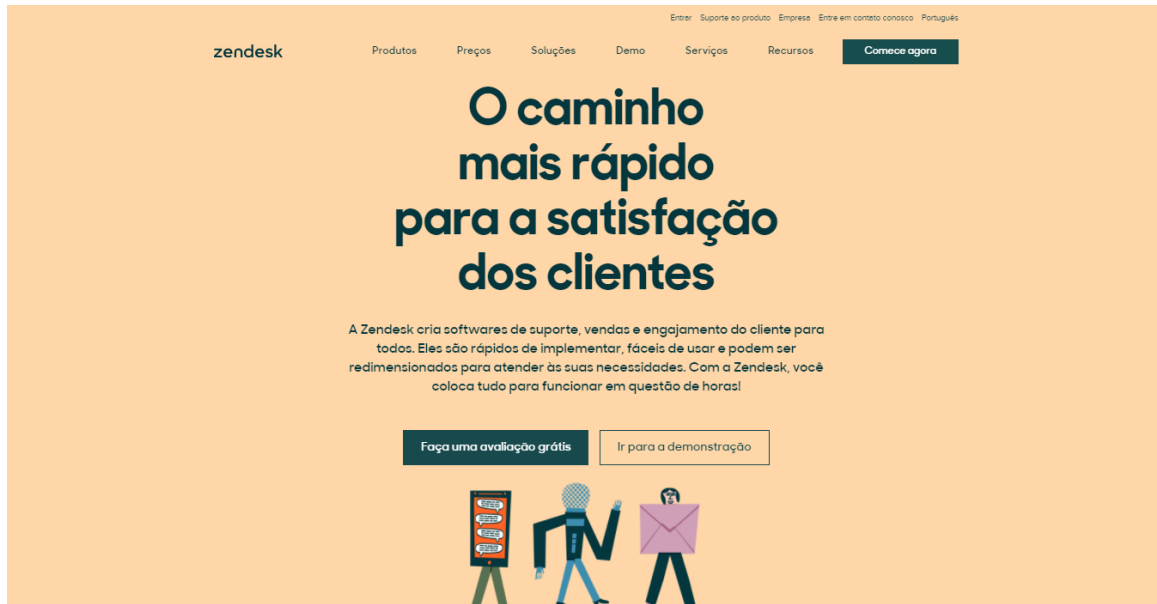 Entrar Suporte ao produto Empresa Entre em contato conosco Português
zendesk Produtos Preços Soluções Demo Serviços Recursos Comece agora
O caminho
mais rápido
para a satisfação
dos clientes
A Zendesk cria softwares de suporte, vendas e engajamento do cliente para
todos. Eles são rápidos de implementar, fáceis de usar e podem ser
redimensionados para atender às suas necessidades. Com a Zendesk, você
coloca tudo para funcionar em questão de horas!
Faça uma avaliação grátis Ir para a demonstração